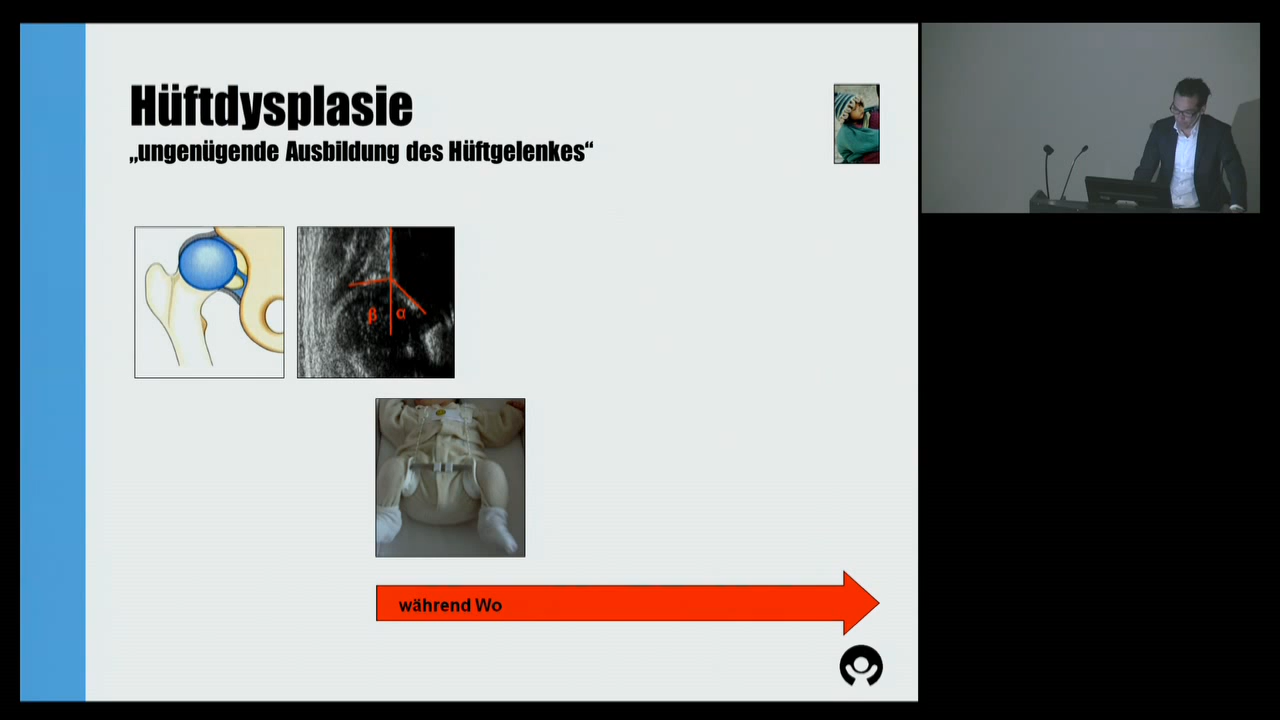 Hüftdysplasie
„ungenügende Ausbildung des Hüftgelenkes“
β α
während Wo